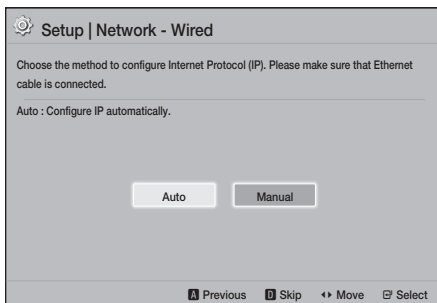 Setup | Network - Wired
Choose the method to configure Internet Protocol (IP). Please make sure that Ethernet
cable is connected.
Auto : Configure IP automatically.
Auto Manual
A Previous D Skip Move Select